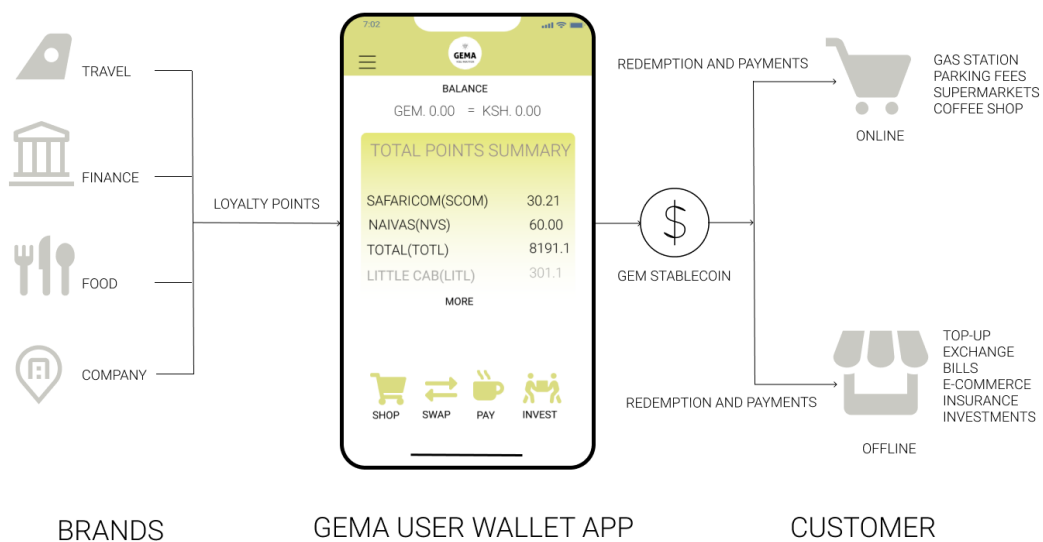 TRAVEL
FINANCE
FOOD
COMPANY
BRANDS
LOYALTY POINTS
7:02
GEMA
BALANCE
GEM. 0.00 = KSH. 0.00
TOTAL POINTS SUMMARY
SAFARICOM(SCOM) 30.21
NAIVAS(NVS) 60.00
TOTAL(TOTL) 8191.1
LITTLE CAB(LITL) 301.1
MORE
SHOP SWAP PAY INVEST
GEMA USER WALLET APP
$
GEM STABLECOIN
REDEMPTION AND PAYMENTS
ONLINE
GAS STATION
PARKING FEES
SUPERMARKETS
COFFEE SHOP
REDEMPTION AND PAYMENTS
OFFLINE
TOP-UP
EXCHANGE
BILLS
E-COMMERCE
INSURANCE
INVESTMENTS
CUSTOMER